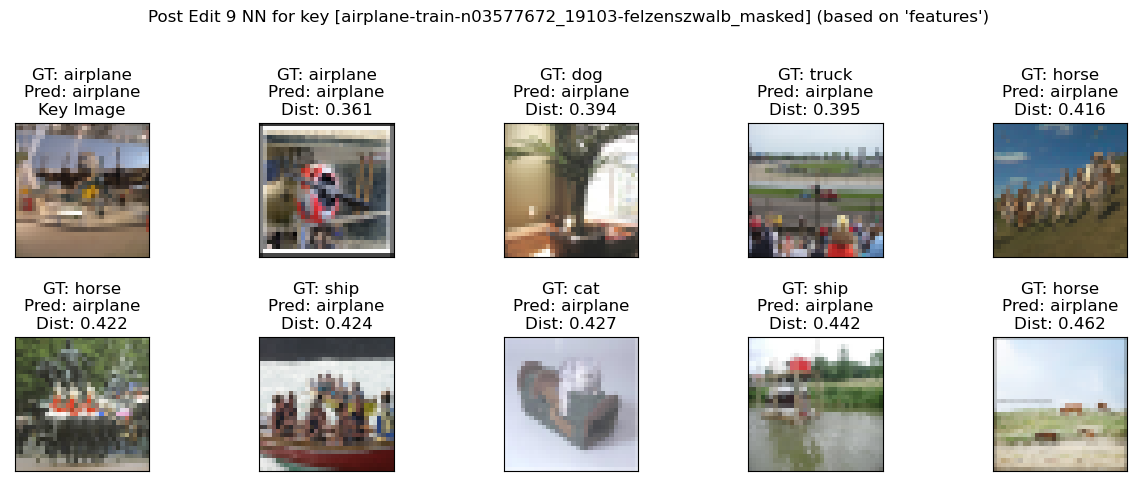 Post Edit 9 NN for key [airplane-train-n03577672_19103-felzenszwalb_masked] (based on 'features')
GT: airplane
Pred: airplane
Key Image
GT: airplane
Pred: airplane
Dist: 0.361
GT: dog
Pred: airplane
Dist: 0.394
GT: truck
Pred: airplane
Dist: 0.395
GT: horse
Pred: airplane
Dist: 0.416
GT: horse
Pred: airplane
Dist: 0.422
GT: ship
Pred: airplane
Dist: 0.424
GT: cat
Pred: airplane
Dist: 0.427
GT: ship
Pred: airplane
Dist: 0.442
GT: horse
Pred: airplane
Dist: 0.462